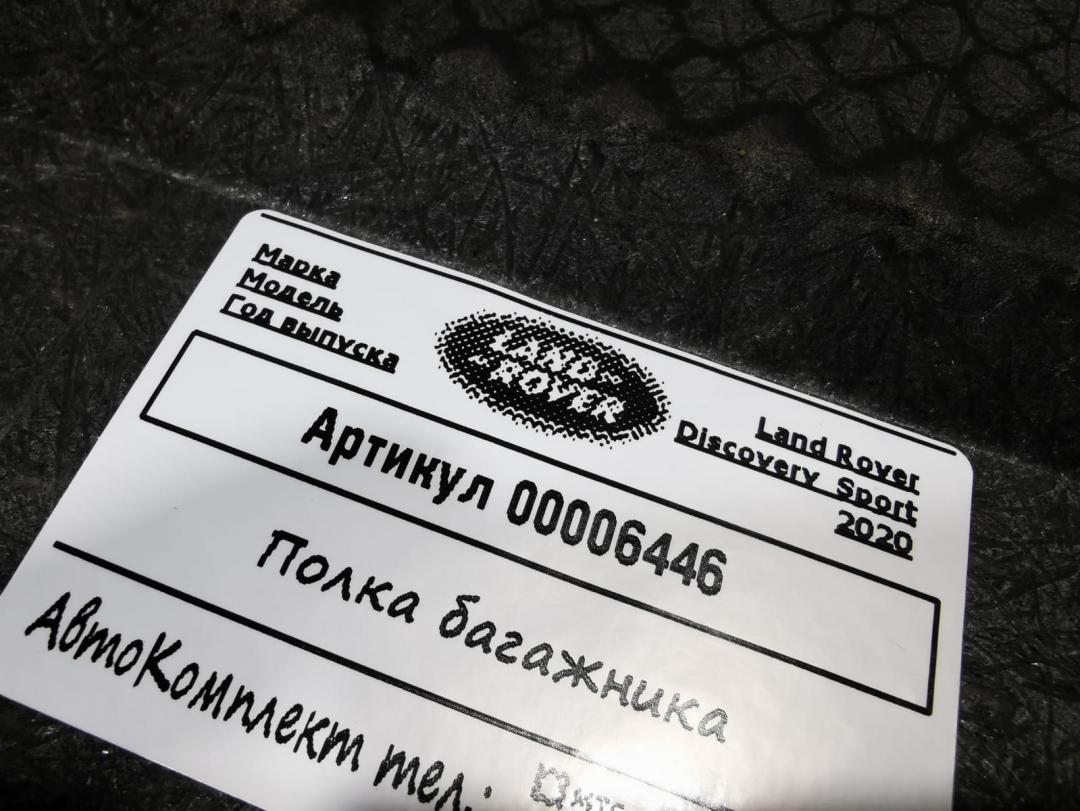 Марка
Модель
Год выпуска
LAND-
-ROVER
Land Rover
Discovery Sport
2020
Артикул 00006446
Полка багажника
АвтоКомплект тел.: